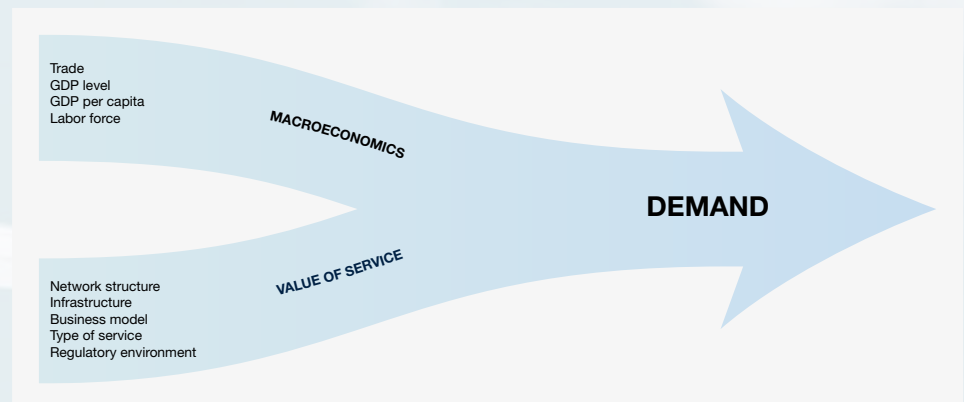 Trade
GDP level
GDP per capita
Labor force
MACROECONOMICS
DEMAND
VALUE OF SERVICE
Network structure
Infrastructure
Business model
Type of service
Regulatory environment